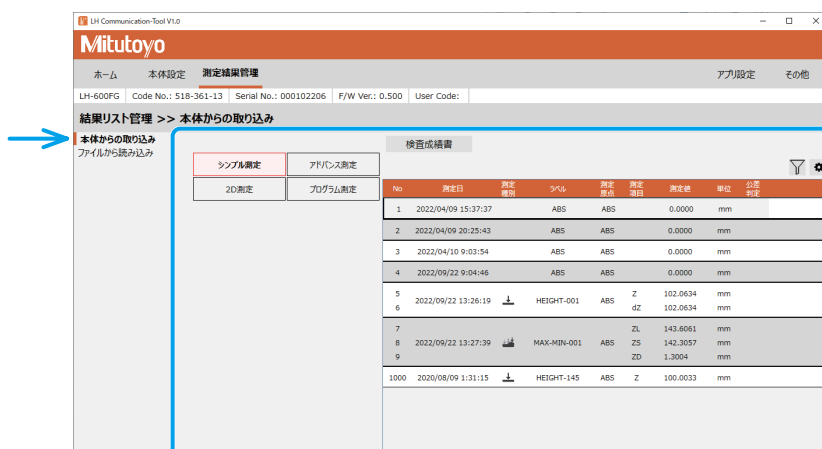 LH Communication-Tool V1.0
Mitutoyo
ホーム 本体設定 測定結果管理 アプリ設定 その他
LH-600FG Code No.: 518-361-13 Serial No.: 000102206 F/W Ver.: 0.500 User Code:
結果リスト管理 >> 本体からの取り込み
本体からの取り込み
ファイルから読み込み
検査成績書
シンプル測定 アドバンス測定
2D測定 プログラム測定
No 測定日 測定種別 ラベル 測定原点 測定項目 測定値 単位 公差判定
1 2022/04/09 15:37:37 ABS ABS 0.0000 mm
2 2022/04/09 20:25:43 ABS ABS 0.0000 mm
3 2022/04/10 9:03:54 ABS ABS 0.0000 mm
4 2022/09/22 9:04:46 ABS ABS 0.0000 mm
5 2022/09/22 13:26:19 HEIGHT-001 ABS Z 102.0634 mm
6 dZ 102.0634 mm
7 ZL 143.6061 mm
8 2022/09/22 13:27:39 MAX-MIN-001 ABS ZS 142.3057 mm
9 ZD 1.3004 mm
1000 2020/08/09 1:31:15 HEIGHT-145 ABS Z 100.0033 mm